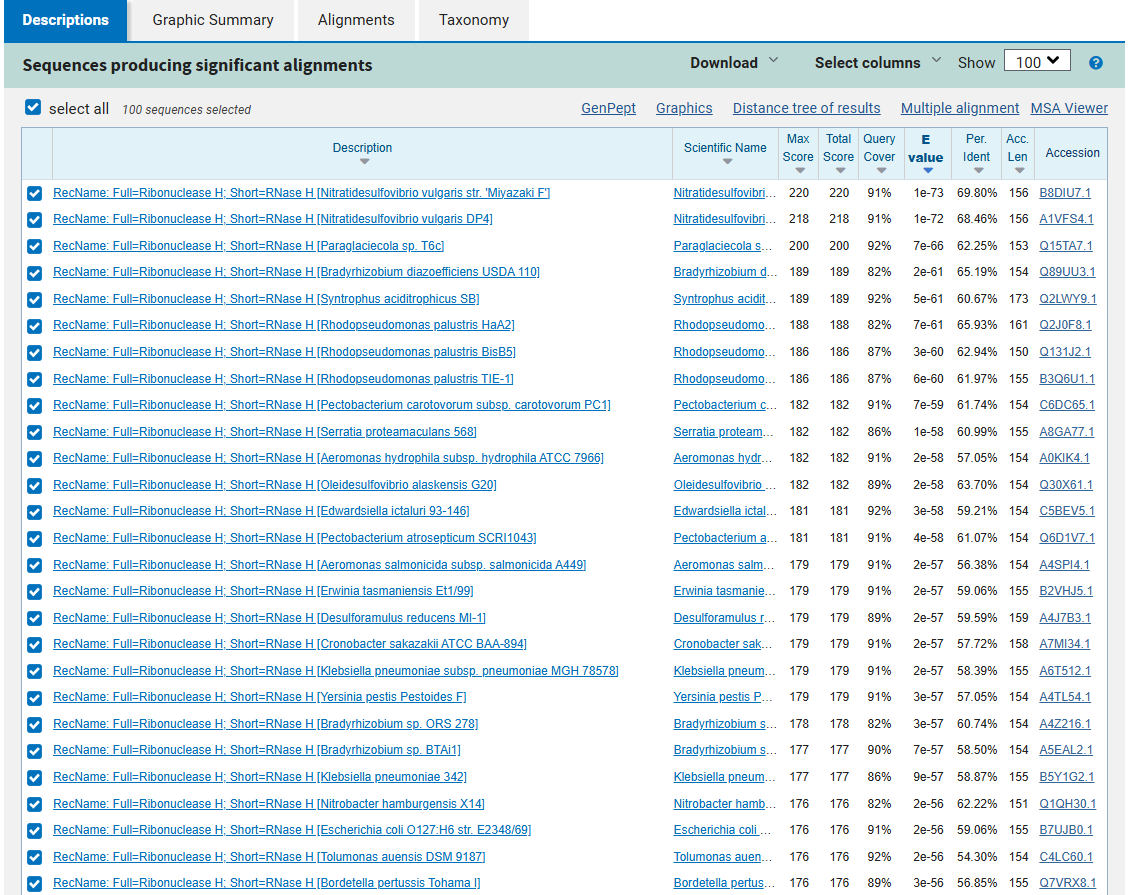 Descriptions Graphic Summary Alignments Taxonomy
Sequences producing significant alignments Download Select columns Show 100 ?
select all 100 sequences selected GenPept Graphics Distance tree of results Multiple alignment MSA Viewer
Description Scientific Name Max Score Total Score Query Cover E value Per. Ident Acc. Len Accession
RecName: Full=Ribonuclease H; Short=RNase H [Nitratidesulfovibrio vulgaris str. 'Miyazaki F'] Nitratidesulfovibri... 220 220 91% 1e-73 69.80% 156 B8DIU7.1
RecName: Full=Ribonuclease H; Short=RNase H [Nitratidesulfovibrio vulgaris DP4] Nitratidesulfovibri... 218 218 91% 1e-72 68.46% 156 A1VFS4.1
RecName: Full=Ribonuclease H; Short=RNase H [Paraglaciecola sp. T6c] Paraglaciecola s... 200 200 92% 7e-66 62.25% 153 Q15TA7.1
RecName: Full=Ribonuclease H; Short=RNase H [Bradyrhizobium diazoefficiens USDA 110] Bradyrhizobium d... 189 189 82% 2e-61 65.19% 154 Q89UU3.1
RecName: Full=Ribonuclease H; Short=RNase H [Syntrophus aciditrophicus SB] Syntrophus acidit... 189 189 92% 5e-61 60.67% 173 Q2LWY9.1
RecName: Full=Ribonuclease H; Short=RNase H [Rhodopseudomonas palustris HaA2] Rhodopseudomo... 188 188 82% 7e-61 65.93% 161 Q2J0F8.1
RecName: Full=Ribonuclease H; Short=RNase H [Rhodopseudomonas palustris BisB5] Rhodopseudomo... 186 186 87% 3e-60 62.94% 150 Q131J2.1
RecName: Full=Ribonuclease H; Short=RNase H [Rhodopseudomonas palustris TIE-1] Rhodopseudomo... 186 186 87% 6e-60 61.97% 155 B3Q6U1.1
RecName: Full=Ribonuclease H; Short=RNase H [Pectobacterium carotovorum subsp. carotovorum PC1] Pectobacterium c... 182 182 91% 7e-59 61.74% 154 C6DC65.1
RecName: Full=Ribonuclease H; Short=RNase H [Serratia proteamaculans 568] Serratia proteam... 182 182 86% 1e-58 60.99% 155 A8GA77.1
RecName: Full=Ribonuclease H; Short=RNase H [Aeromonas hydrophila subsp. hydrophila ATCC 7966] Aeromonas hydr... 182 182 91% 2e-58 57.05% 154 A0KIK4.1
RecName: Full=Ribonuclease H; Short=RNase H [Oleidesulfovibrio alaskensis G20] Oleidesulfovibrio ... 182 182 89% 2e-58 63.70% 154 Q30X61.1
RecName: Full=Ribonuclease H; Short=RNase H [Edwardsiella ictaluri 93-146] Edwardsiella ictal... 181 181 92% 3e-58 59.21% 154 C5BEV5.1
RecName: Full=Ribonuclease H; Short=RNase H [Pectobacterium atrosepticum SCRI1043] Pectobacterium a... 181 181 91% 4e-58 61.07% 154 Q6D1V7.1
RecName: Full=Ribonuclease H; Short=RNase H [Aeromonas salmonicida subsp. salmonicida A449] Aeromonas salm... 179 179 91% 2e-57 56.38% 154 A4SPI4.1
RecName: Full=Ribonuclease H; Short=RNase H [Erwinia tasmaniensis Et1/99] Erwinia tasmanie... 179 179 91% 2e-57 59.06% 155 B2VHJ5.1
RecName: Full=Ribonuclease H; Short=RNase H [Desulforamulus reducens MI-1] Desulforamulus r... 179 179 89% 2e-57 59.59% 159 A4J7B3.1
RecName: Full=Ribonuclease H; Short=RNase H [Cronobacter sakazakii ATCC BAA-894] Cronobacter sak... 179 179 91% 2e-57 57.72% 158 A7MI34.1
RecName: Full=Ribonuclease H; Short=RNase H [Klebsiella pneumoniae subsp. pneumoniae MGH 78578] Klebsiella pneum... 179 179 91% 2e-57 58.39% 155 A6T512.1
RecName: Full=Ribonuclease H; Short=RNase H [Yersinia pestis Pestoides F] Yersinia pestis P... 179 179 91% 3e-57 57.05% 154 A4TL54.1
RecName: Full=Ribonuclease H; Short=RNase H [Bradyrhizobium sp. ORS 278] Bradyrhizobium s... 178 178 82% 3e-57 60.74% 154 A4Z216.1
RecName: Full=Ribonuclease H; Short=RNase H [Bradyrhizobium sp. BTAi1] Bradyrhizobium s... 177 177 90% 7e-57 58.50% 154 A5EAL2.1
RecName: Full=Ribonuclease H; Short=RNase H [Klebsiella pneumoniae 342] Klebsiella pneum... 177 177 86% 9e-57 58.87% 155 B5Y1G2.1
RecName: Full=Ribonuclease H; Short=RNase H [Nitrobacter hamburgensis X14] Nitrobacter hamb... 176 176 82% 2e-56 62.22% 151 Q1QH30.1
RecName: Full=Ribonuclease H; Short=RNase H [Escherichia coli O127:H6 str. E2348/69] Escherichia coli ... 176 176 91% 2e-56 59.06% 155 B7UJB0.1
RecName: Full=Ribonuclease H; Short=RNase H [Tolumonas auensis DSM 9187] Tolumonas auen... 176 176 92% 2e-56 54.30% 154 C4LC60.1
RecName: Full=Ribonuclease H; Short=RNase H [Bordetella pertussis Tohama I] Bordetella pertus... 176 176 89% 3e-56 56.85% 155 Q7VRX8.1